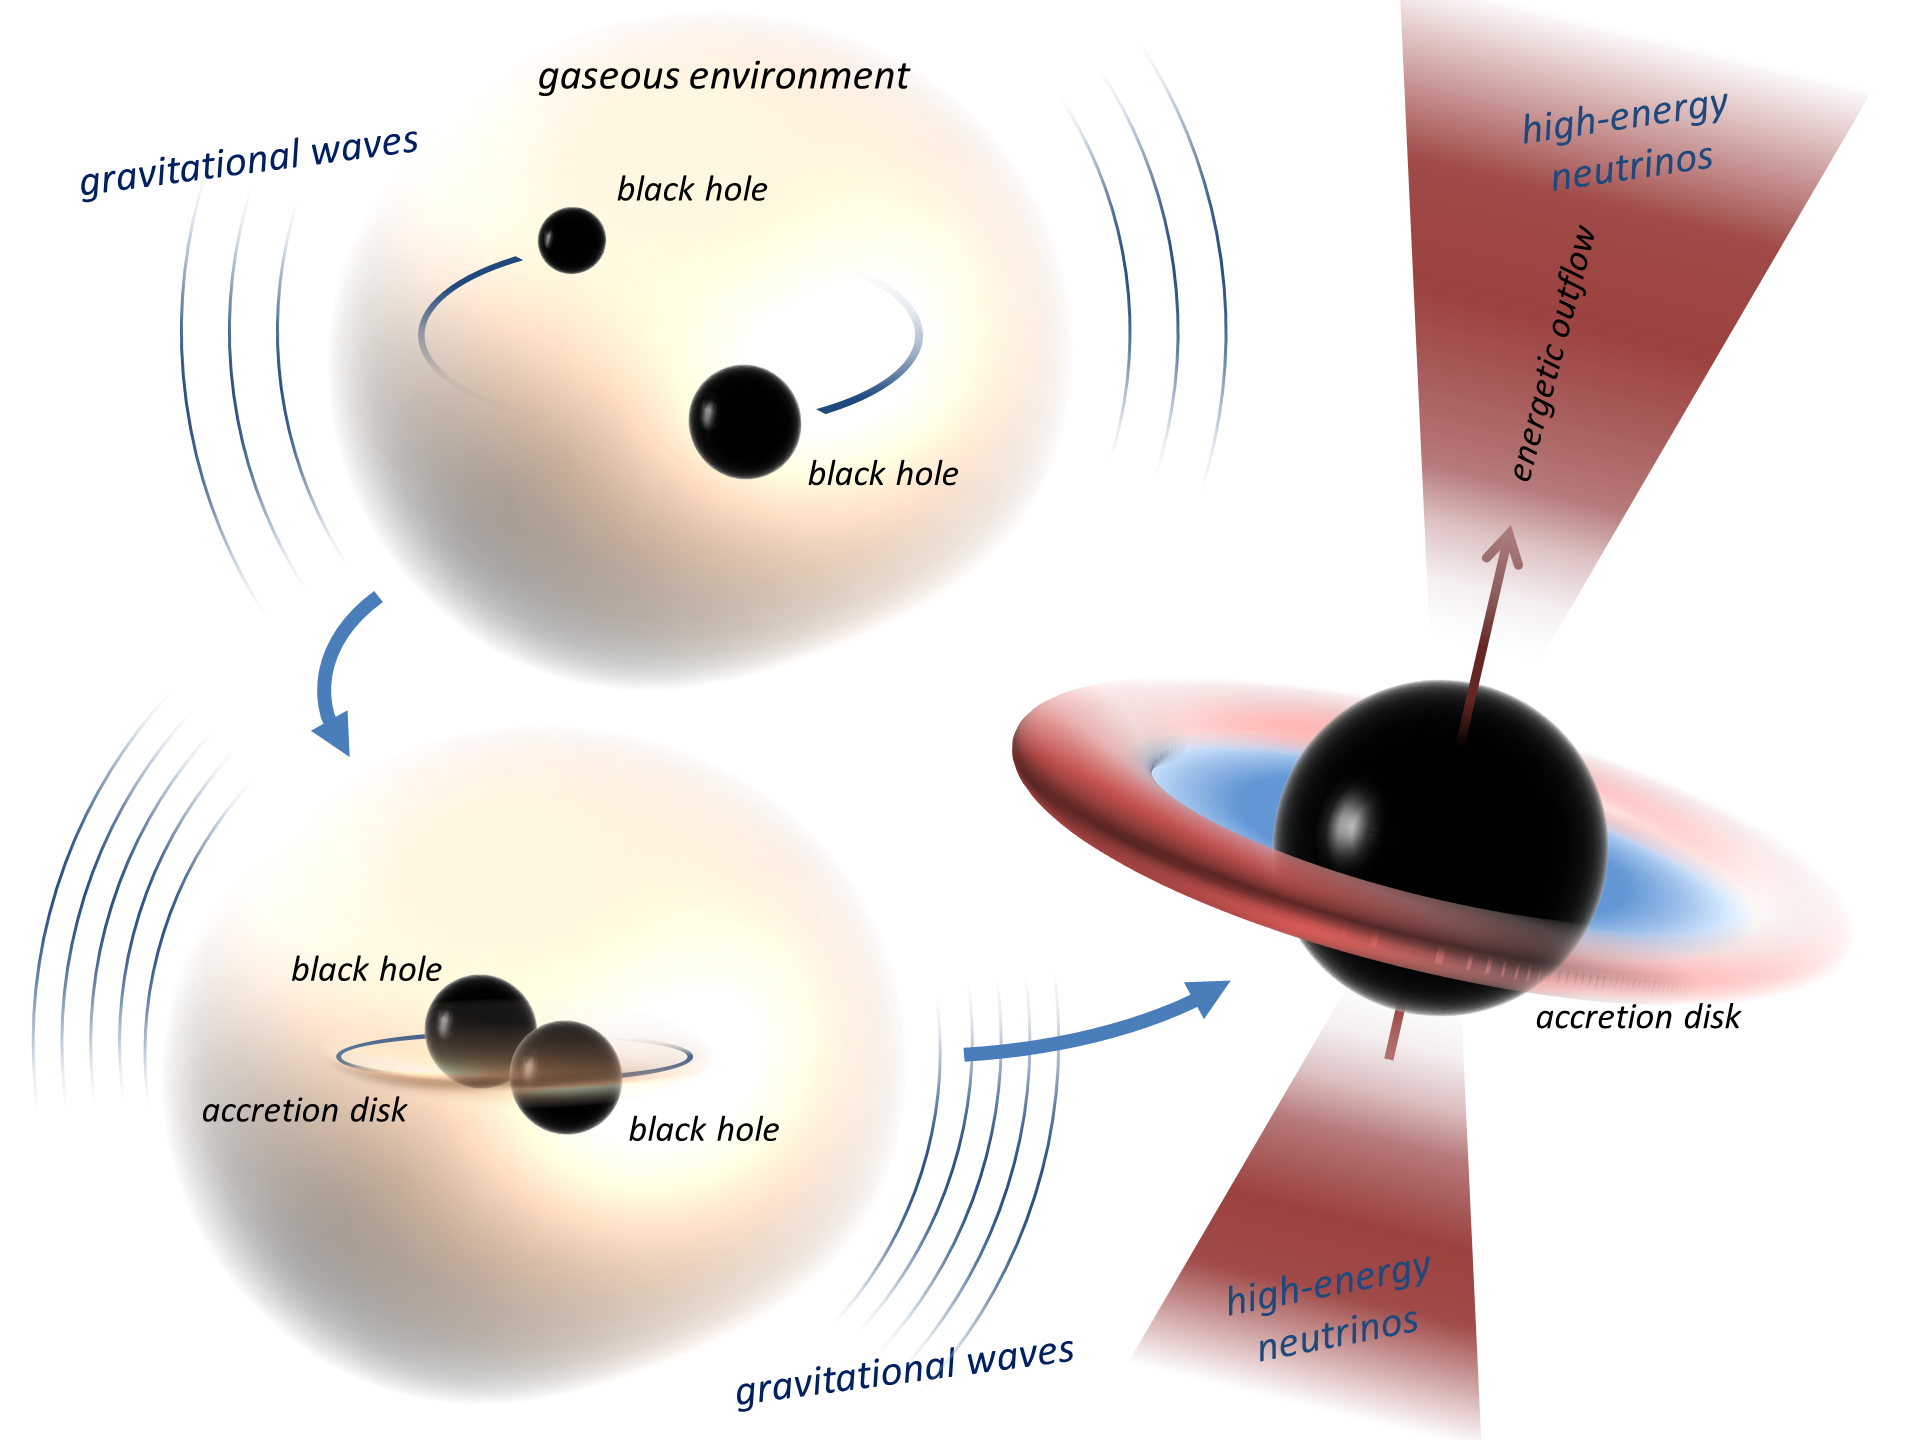 gaseous environment
gravitational waves
black hole
black hole
high-energy
neutrinos
energetic outflow
black hole
accretion disk
black hole
gravitational waves
accretion disk
high-energy
neutrinos